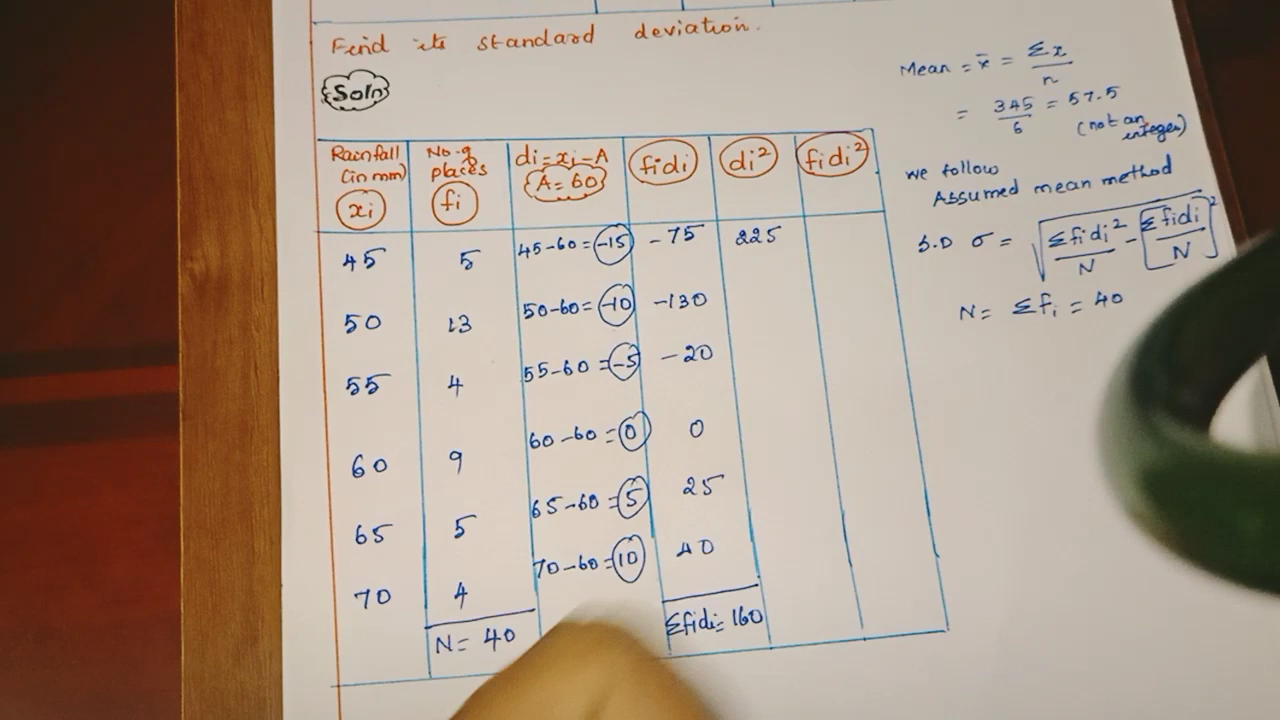 Find its standard deviation.
Soln
Mean = x̄ = Σx/n
= 345/6 = 57.5
(not an integer)
we follow
Assumed mean method
S.D σ = √(Σfidi²/N - [Σfidi/N]²)
N = Σfi = 40
Rainfall (in mm) xi | No. of places fi | di = xi - A A = 60 | fidi | di² | fidi²
45 | 5 | 45-60 = -15 | -75 | 225
50 | 13 | 50-60 = -10 | -130
55 | 4 | 55-60 = -5 | -20
60 | 9 | 60-60 = 0 | 0
65 | 5 | 65-60 = 5 | 25
70 | 4 | 70-60 = 10 | 40
N = 40 | Σfidi = 160